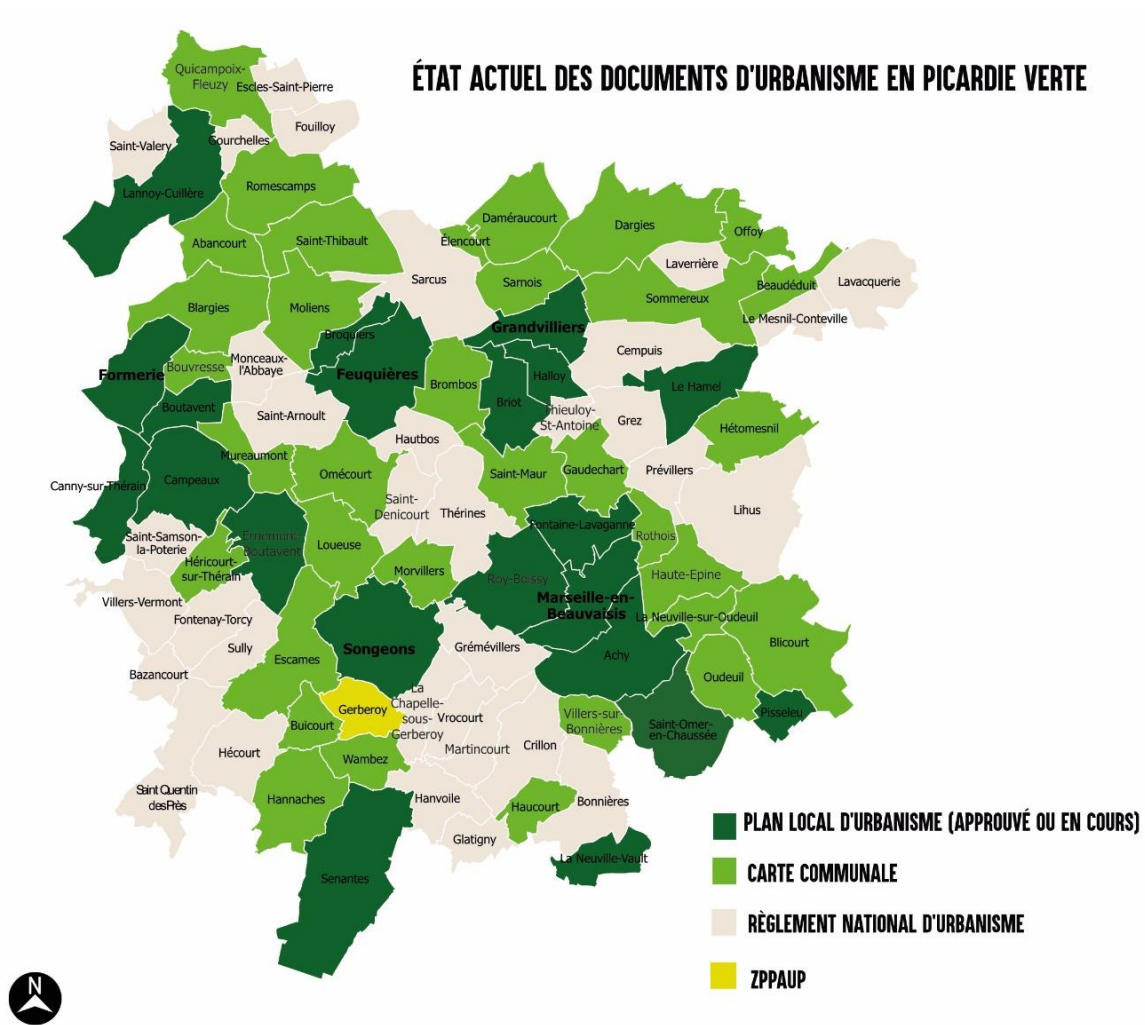 ÉTAT ACTUEL DES DOCUMENTS D'URBANISME EN PICARDIE VERTE
Quicampoix-
Fleuzy
Escles-Saint-Pierre
Fouilloy
Saint-Valery
Gourchelles
Lannoy-Cuillère
Romescamps
Abancourt
Saint-Thibault
Daméraucourt
Élencourt
Dargies
Offoy
Laverrière
Sarcus
Sarnois
Sommereux
Beaudéduit
Lavacquerie
Le Mesnil-Conteville
Blargies
Moliens
Broquiers
Grandvilliers
Formerie
Bouvresse
Monceaux-
l'Abbaye
Feuquières
Brombos
Halloy
Briot
Cempuis
Le Hamel
Boutavent
Saint-Arnoult
Thieuloy-
St-Antoine
Grez
Hétomesnil
Hautbos
Mureaumont
Omécourt
Saint-Maur
Gaudechart
Prévillers
Canny-sur-Thérain
Campeaux
Saint-
Denicourt
Thérines
Lihus
Saint-Samson-
la-Poterie
Ernemont-
Boutavent
Loueuse
Fontaine-Lavaganne
Rothois
Héricourt-
sur-Thérain
Morvillers
Roy-Boissy
Haute-Epine
Villers-Vermont
Marseille-en-
Beauvaisis
La Neuville-sur-Oudeuil
Fontenay-Torcy
Sully
Songeons
Grémévillers
Achy
Blicourt
Escames
Bazancourt
Oudeuil
Gerberoy
La
Chapelle-
sous-
Gerberoy
Vrocourt
Villers-sur-
Bonnières
Saint-Omer-
en-Chaussée
Pisseleu
Buicourt
Martincourt
Crillon
Hécourt
Wambez
Saint Quentin
des Près
Hannaches
Hanvoile
Haucourt
Bonnières
Glatigny
La Neuville-Vault
Senantes
PLAN LOCAL D'URBANISME (APPROUVÉ OU EN COURS)
CARTE COMMUNALE
RÈGLEMENT NATIONAL D'URBANISME
ZPPAUP
N